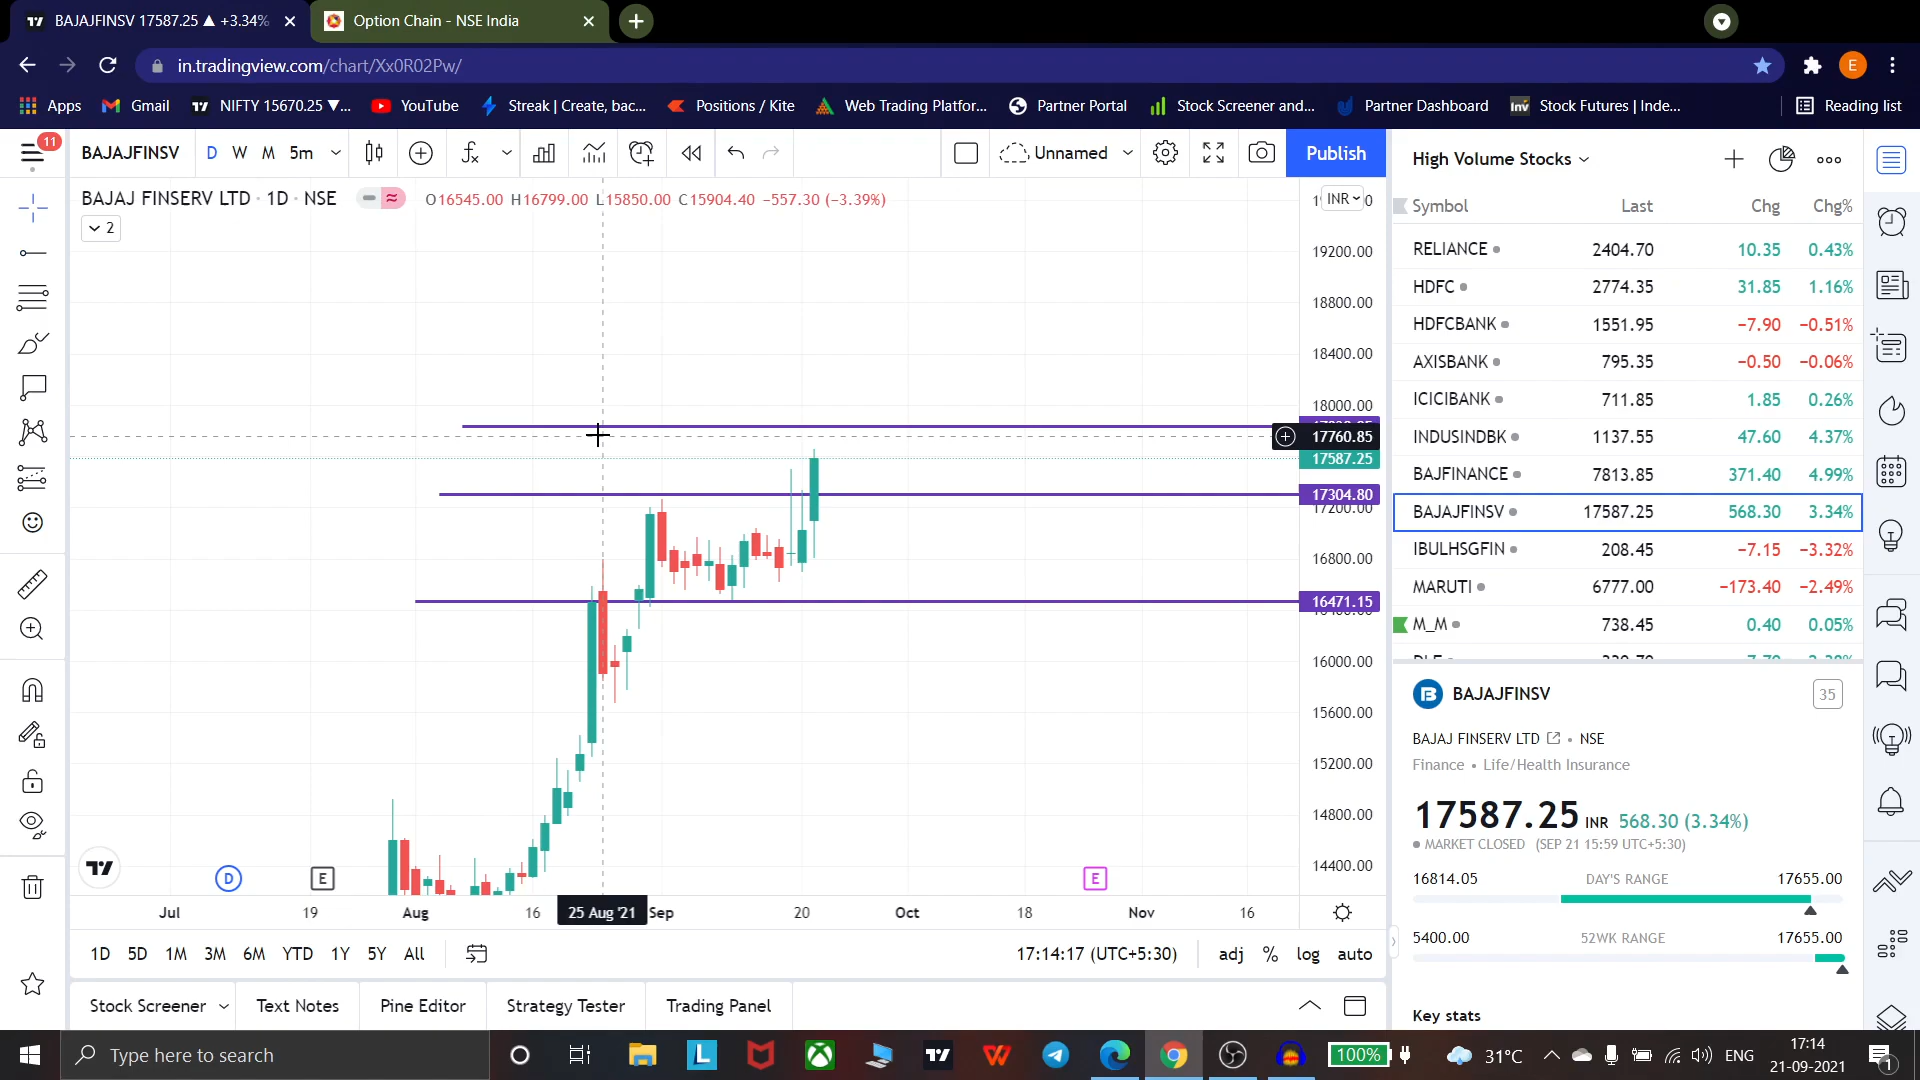 BAJAJFINSV 17587.25 ▲ +3.34%
Option Chain - NSE India
in.tradingview.com/chart/Xx0R02Pw/
E
Apps
Gmail
NIFTY 15670.25 ▼...
YouTube
Streak | Create, bac...
Positions / Kite
Web Trading Platfor...
Partner Portal
Stock Screener and...
Partner Dashboard
Stock Futures | Inde...
Reading list
11
BAJAJFINSV
D
W
M
5m
Unnamed
Publish
High Volume Stocks
BAJAJ FINSERV LTD · 1D · NSE
O16545.00 H16799.00 L15850.00 C15904.40 −557.30 (−3.39%)
2
INR
19200.00
18800.00
18400.00
18000.00
17760.85
17587.25
17304.80
17200.00
16800.00
16471.15
16000.00
15600.00
15200.00
14800.00
14400.00
D
E
E
Jul
19
Aug
16
25 Aug '21
Sep
20
Oct
18
Nov
16
1D
5D
1M
3M
6M
YTD
1Y
5Y
All
17:14:17 (UTC+5:30)
adj
%
log
auto
Stock Screener
Text Notes
Pine Editor
Strategy Tester
Trading Panel
Symbol Last Chg Chg%
RELIANCE 2404.70 10.35 0.43%
HDFC 2774.35 31.85 1.16%
HDFCBANK 1551.95 −7.90 −0.51%
AXISBANK 795.35 −0.50 −0.06%
ICICIBANK 711.85 1.85 0.26%
INDUSINDBK 1137.55 47.60 4.37%
BAJFINANCE 7813.85 371.40 4.99%
BAJAJFINSV 17587.25 568.30 3.34%
IBULHSGFIN 208.45 −7.15 −3.32%
MARUTI 6777.00 −173.40 −2.49%
M_M 738.45 0.40 0.05%
BAJAJFINSV
35
BAJAJ FINSERV LTD • NSE
Finance • Life/Health Insurance
17587.25 INR 568.30 (3.34%)
MARKET CLOSED (SEP 21 15:59 UTC+5:30)
16814.05 DAY'S RANGE 17655.00
5400.00 52WK RANGE 17655.00
Key stats
Type here to search
100%
31°C
ENG
17:14
21-09-2021
1